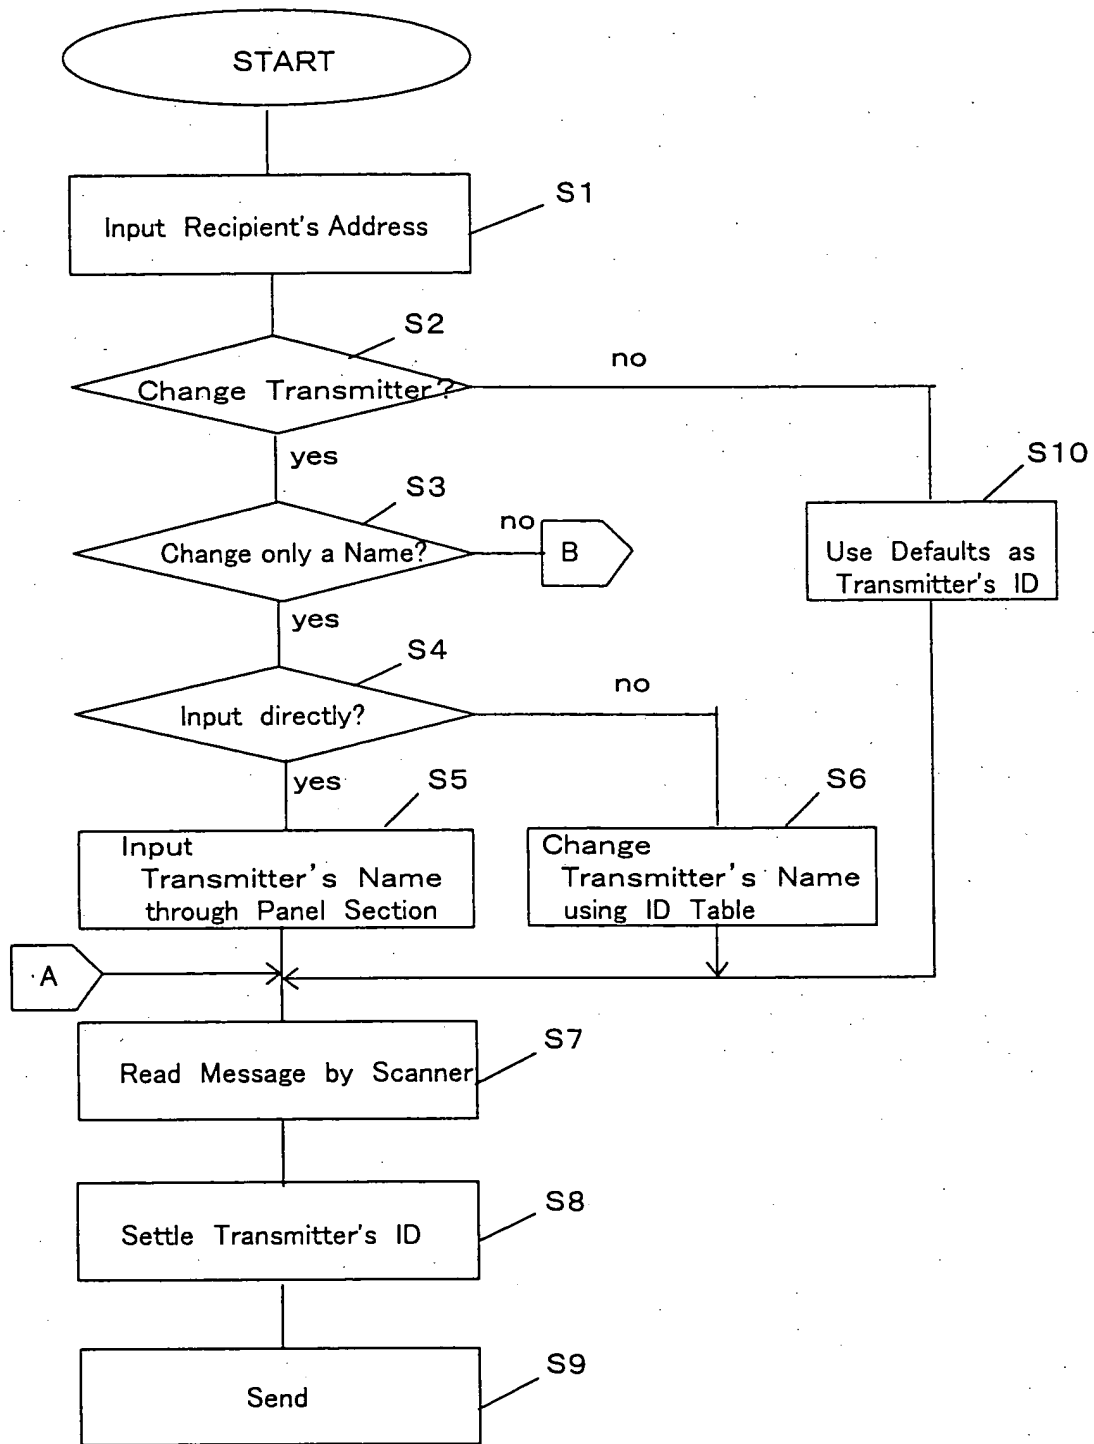 START
S1
Input Recipient's Address
S2
no
Change Transmitter?
yes
S10
S3
no
B
Change only a Name?
Use Defaults as
Transmitter's ID
yes
S4
no
Input directly?
yes
S5
S6
Input
Transmitter's Name
through Panel Section
Change
Transmitter's Name
using ID Table
A
S7
Read Message by Scanner
S8
Settle Transmitter's ID
S9
Send